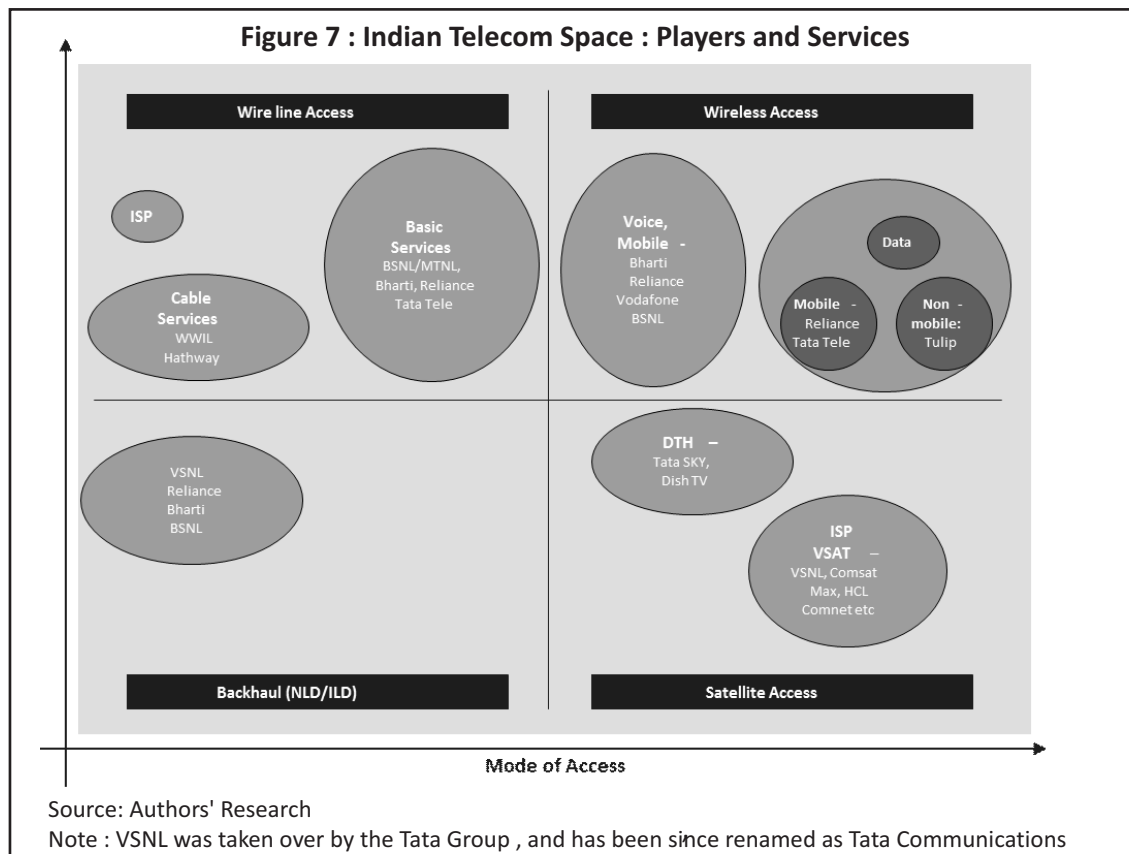 Figure 7 : Indian Telecom Space : Players and Services
Wire line Access
Wireless Access
ISP
Basic
Services
BSNL/MTNL,
Bharti, Reliance
Tata Tele
Cable
Services
WWIL
Hathway
Voice,
Mobile -
Bharti
Reliance
Vodafone
BSNL
Data
Mobile -
Reliance
Tata Tele
Non -
mobile:
Tulip
VSNL
Reliance
Bharti
BSNL
DTH –
Tata SKY,
Dish TV
ISP
VSAT –
VSNL, Comsat
Max, HCL
Comnet etc
Backhaul (NLD/ILD)
Satellite Access
Mode of Access
Source: Authors' Research
Note : VSNL was taken over by the Tata Group , and has been since renamed as Tata Communications